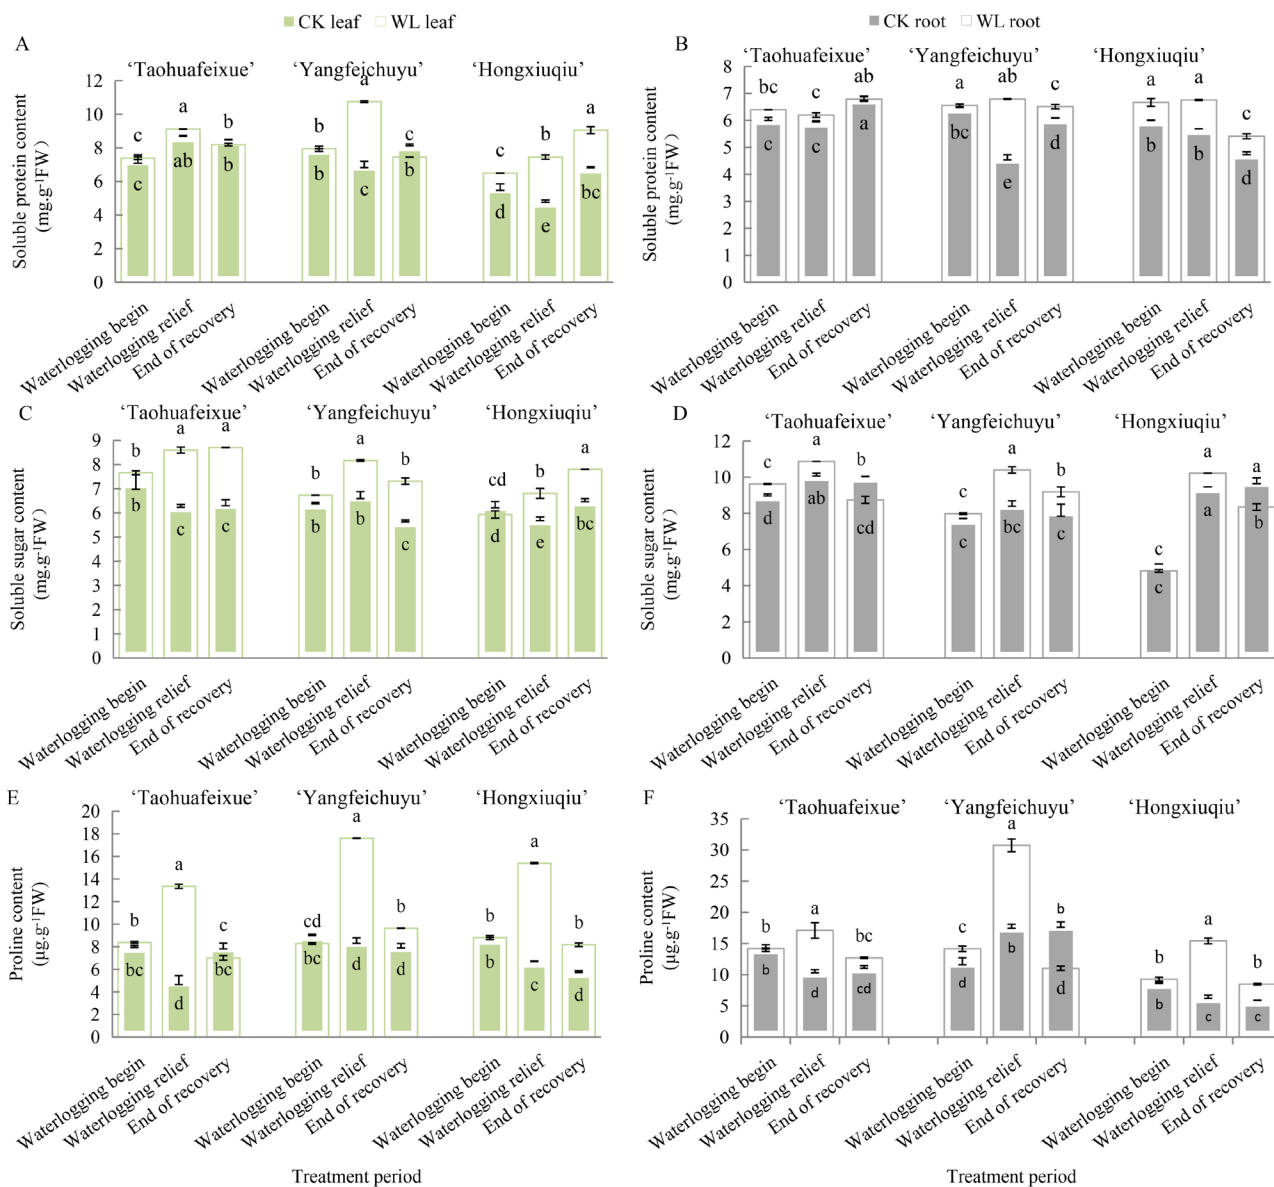 CK leaf WL leaf
CK root WL root
A
‘Taohuafeixue’ ‘Yangfeichuyu’ ‘Hongxiuqiu’
Soluble protein content
(mg.g⁻¹FW)
12
10
8
6
4
2
0
c a b b a c c b a
c ab b b c b d e bc
Waterlogging begin
Waterlogging relief
End of recovery
Waterlogging begin
Waterlogging relief
End of recovery
Waterlogging begin
Waterlogging relief
End of recovery
B
‘Taohuafeixue’ ‘Yangfeichuyu’ ‘Hongxiuqiu’
Soluble protein content
(mg.g⁻¹FW)
8
7
6
5
4
3
2
1
0
bc c ab a ab c a a c
c c a bc e d b b d
Waterlogging begin
Waterlogging relief
End of recovery
Waterlogging begin
Waterlogging relief
End of recovery
Waterlogging begin
Waterlogging relief
End of recovery
C
‘Taohuafeixue’ ‘Yangfeichuyu’ ‘Hongxiuqiu’
Soluble sugar content
(mg.g⁻¹FW)
9
8
7
6
5
4
3
2
1
0
b a a b a b cd b a
b c c b b c d e bc
Waterlogging begin
Waterlogging relief
End of recovery
Waterlogging begin
Waterlogging relief
End of recovery
Waterlogging begin
Waterlogging relief
End of recovery
D
‘Taohuafeixue’ ‘Yangfeichuyu’ ‘Hongxiuqiu’
Soluble sugar content
(mg.g⁻¹FW)
12
10
8
6
4
2
0
c a b c a b c a a
d ab cd c bc c c a b
Waterlogging begin
Waterlogging relief
End of recovery
Waterlogging begin
Waterlogging relief
End of recovery
Waterlogging begin
Waterlogging relief
End of recovery
E
‘Taohuafeixue’ ‘Yangfeichuyu’ ‘Hongxiuqiu’
Proline content
(μg.g⁻¹FW)
20
18
16
14
12
10
8
6
4
2
0
b a c cd a b b a b
bc d bc bc d d b c d
Waterlogging begin
Waterlogging relief
End of recovery
Waterlogging begin
Waterlogging relief
End of recovery
Waterlogging begin
Waterlogging relief
End of recovery
Treatment period
F
‘Taohuafeixue’ ‘Yangfeichuyu’ ‘Hongxiuqiu’
Proline content
(μg.g⁻¹FW)
35
30
25
20
15
10
5
0
b a bc c a b b a b
b d cd d b d b c c
Waterlogging begin
Waterlogging relief
End of recovery
Waterlogging begin
Waterlogging relief
End of recovery
Waterlogging begin
Waterlogging relief
End of recovery
Treatment period